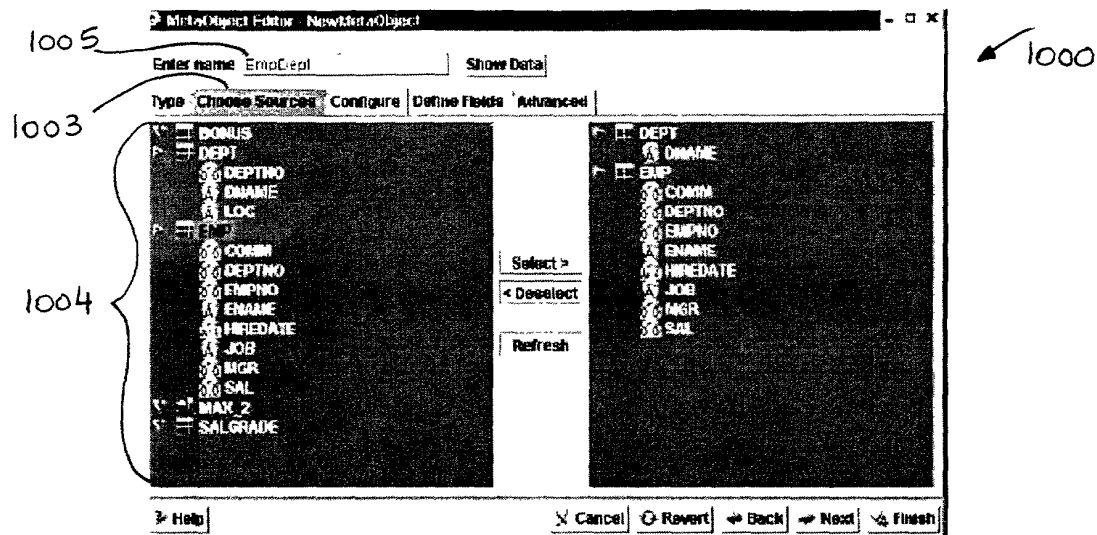 MetaObject Editor - NewMetaObject
1005
1000
Enter name EmpDept Show Data
Type Choose Sources Configure Define Fields Advanced
1003
BONUS
DEPT
DEPTNO
DNAME
LOC
EMP
COMM
DEPTNO
EMPNO
ENAME
HIREDATE
JOB
MGR
SAL
MAX_2
SALGRADE
1004
Select >
< Deselect
Refresh
DEPT
DNAME
EMP
COMM
DEPTNO
EMPNO
ENAME
HIREDATE
JOB
MGR
SAL
Help Cancel Revert Back Next Finish